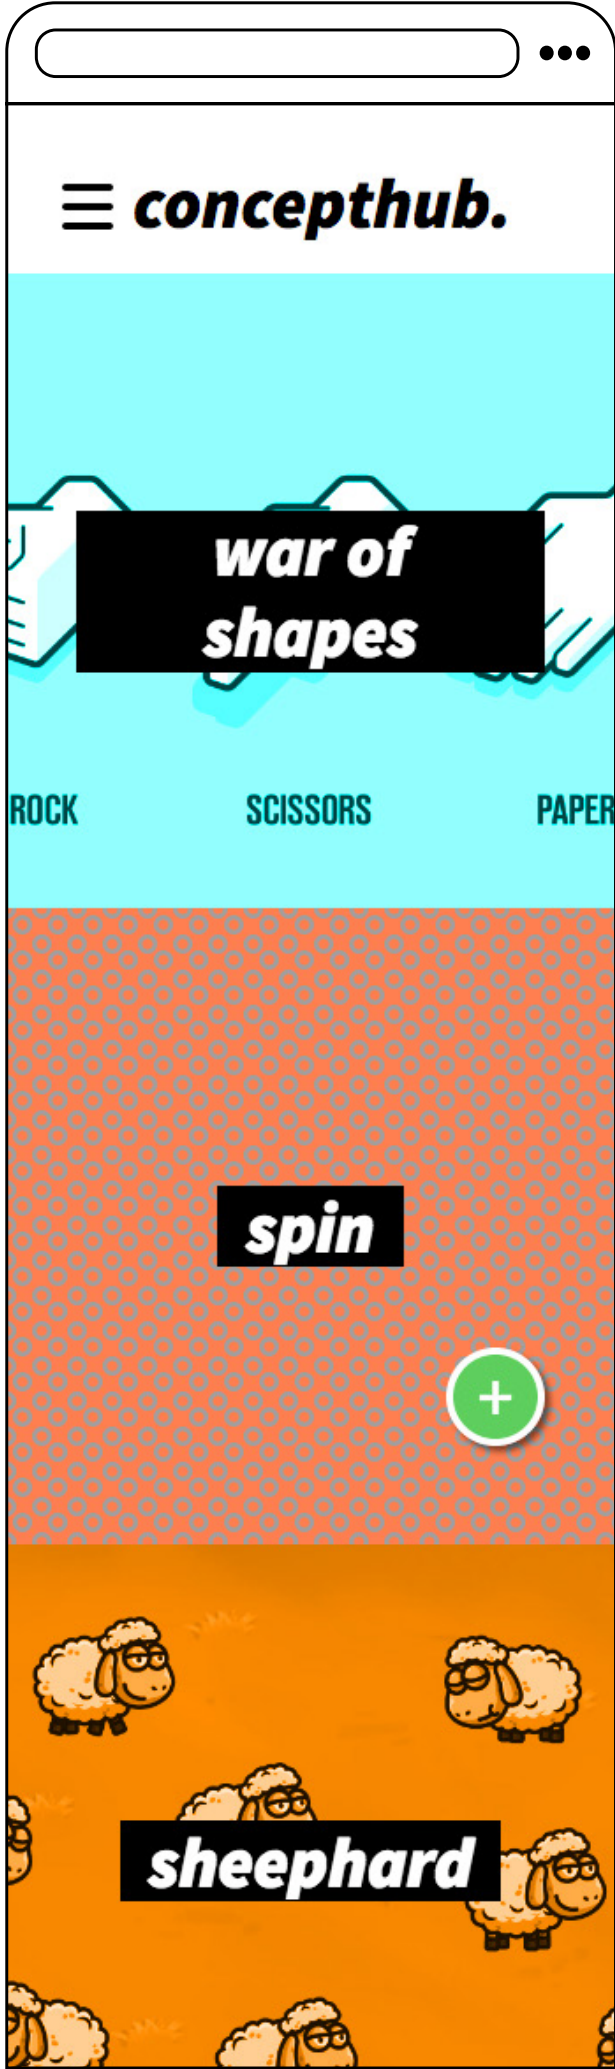 concepthub.
war of
shapes
ROCK SCISSORS PAPER
spin
+
sheephard